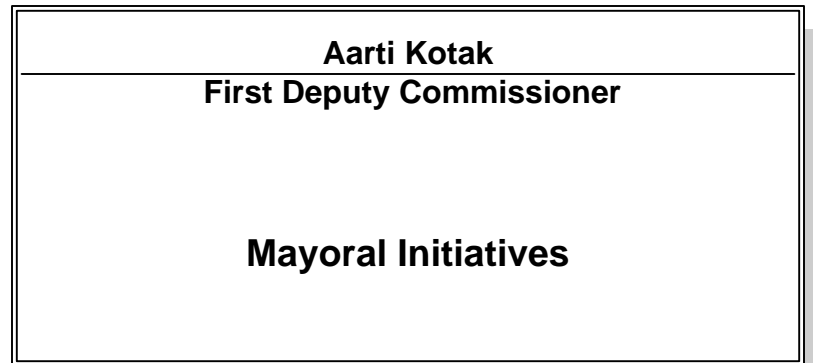 Aarti Kotak
First Deputy Commissioner
Mayoral Initiatives